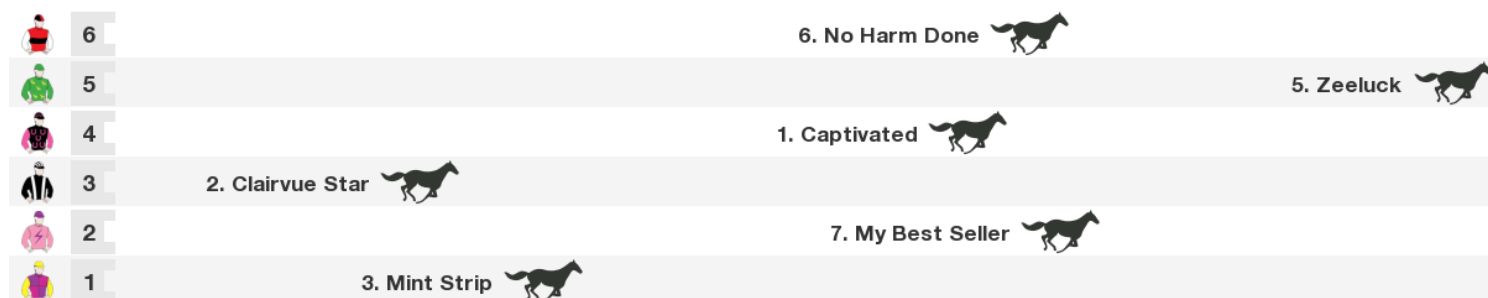 6 6. No Harm Done
5 5. Zeeluck
4 1. Captivated
3 2. Clairvue Star
2 7. My Best Seller
1 3. Mint Strip